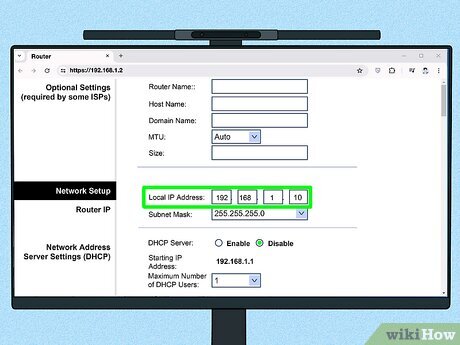 Router
https://192.168.1.2
Optional Settings
(required by some ISPs)
Router Name::
Host Name:
Domain Name:
MTU: Auto
Size:
Network Setup
Router IP
Local IP Address: 192 . 168 . 1 . 10
Subnet Mask: 255.255.255.0
Network Address
Server Settings (DHCP)
DHCP Server: Enable Disable
Starting IP
Address: 192.168.1.1
Maximum Number
of DHCP Users: 1
wikiHow